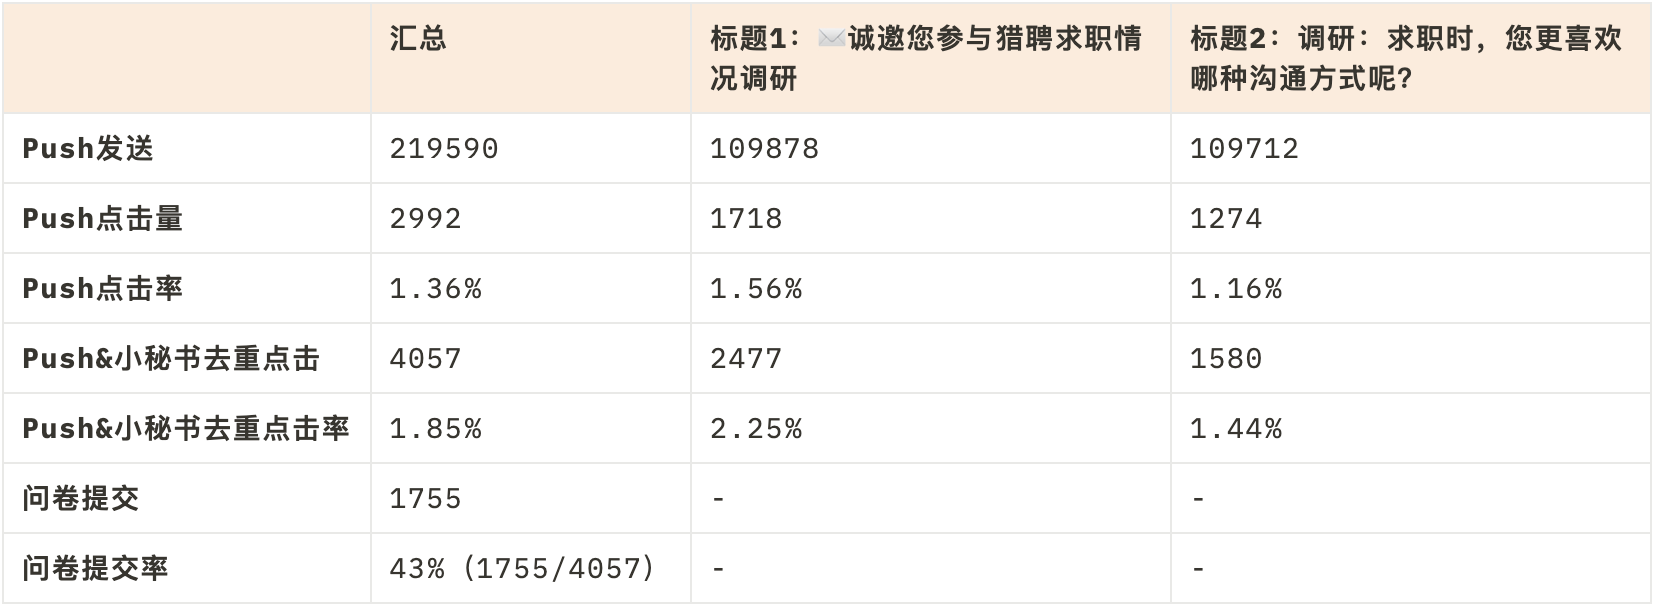 汇总
标题1：✉️诚邀您参与猎聘求职情
况调研
标题2：调研：求职时，您更喜欢
哪种沟通方式呢？
Push发送 219590 109878 109712
Push点击量 2992 1718 1274
Push点击率 1.36% 1.56% 1.16%
Push&小秘书去重点击 4057 2477 1580
Push&小秘书去重点击率 1.85% 2.25% 1.44%
问卷提交 1755 - -
问卷提交率 43%（1755/4057） - -